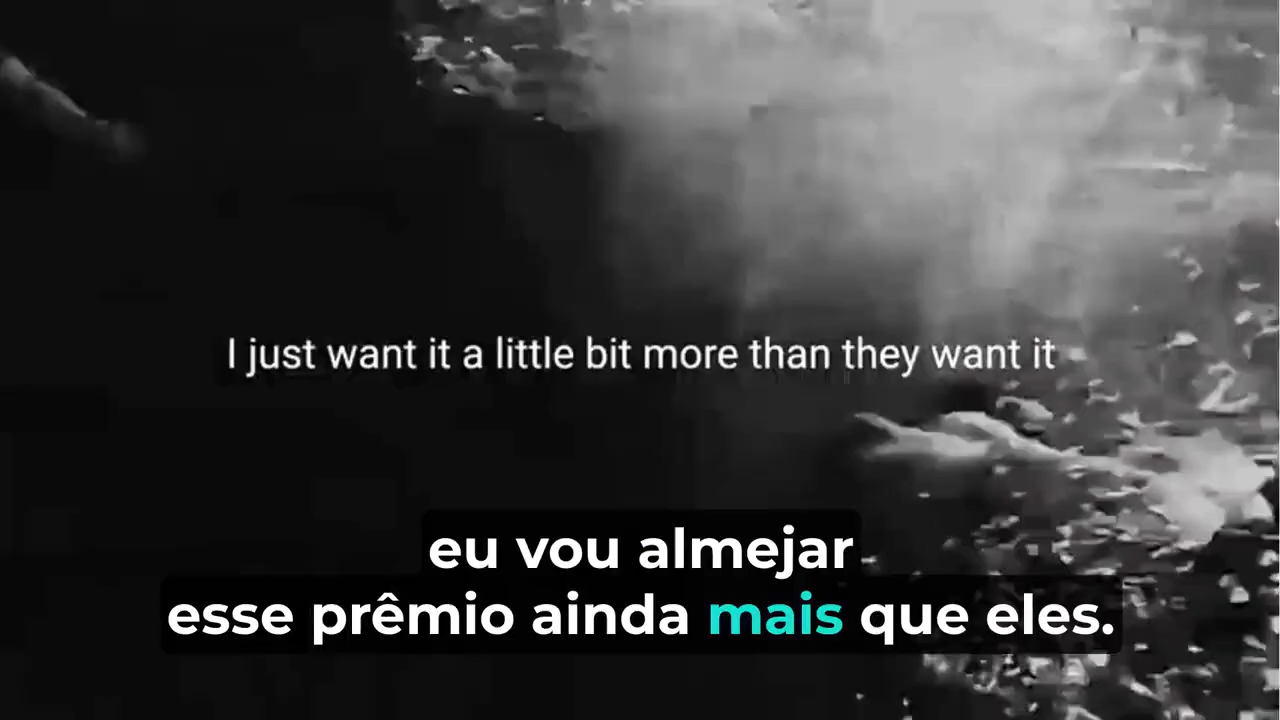 I just want it a little bit more than they want it
eu vou almejar
esse prêmio ainda mais que eles.